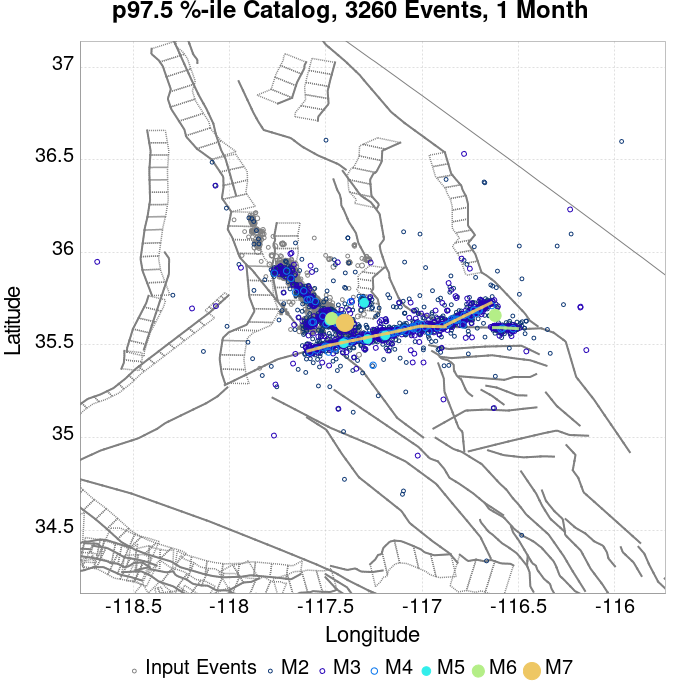 p97.5 %-ile Catalog, 3260 Events, 1 Month
37
36.5
36
35.5
35
34.5
Latitude
-118.5
-118
-117.5
-117
-116.5
-116
Longitude
Input Events
M2
M3
M4
M5
M6
M7